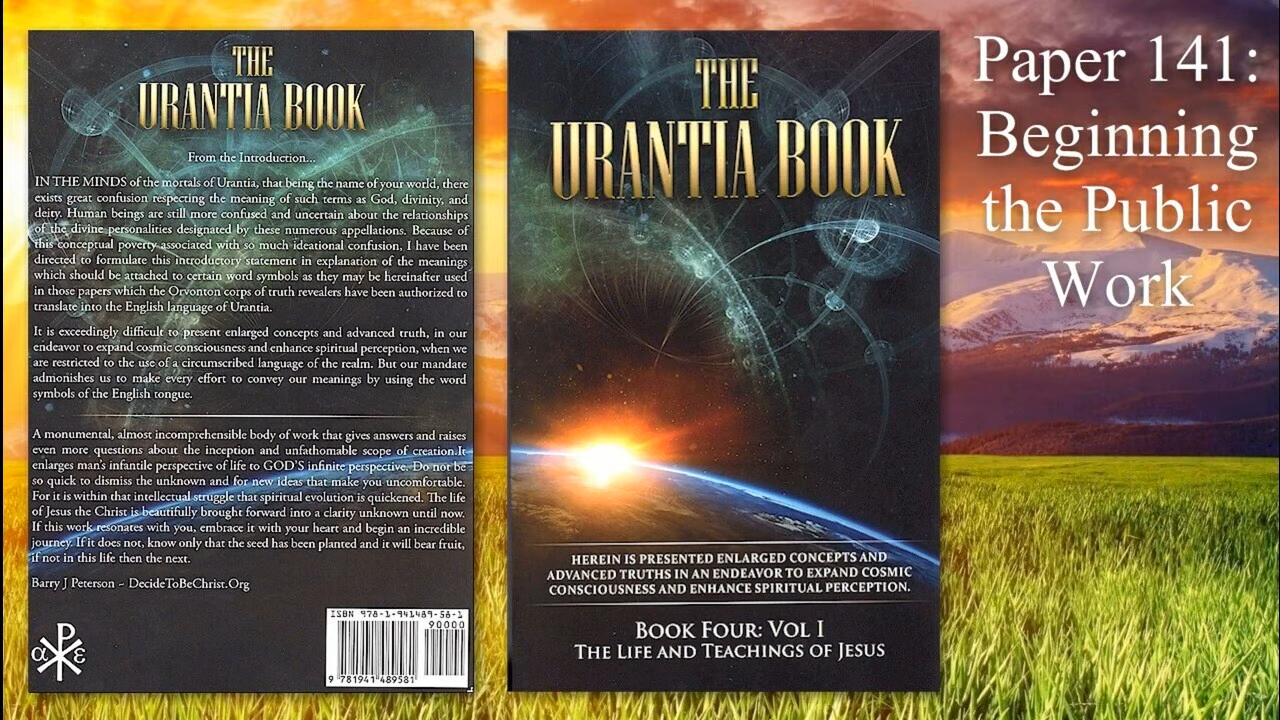 THE
URANTIA BOOK
From the Introduction...
IN THE MINDS of the mortals of Urantia, that being the name of your world, there
exists great confusion respecting the meaning of such terms as God, divinity, and
deity. Human beings are still more confused and uncertain about the relationships
of the divine personalities designated by these numerous appellations. Because of
this conceptual poverty associated with so much ideational confusion, I have been
directed to formulate this introductory statement in explanation of the meanings
which should be attached to certain word symbols as they may be hereinafter used
in those papers which the Orvonton corps of truth revealers have been authorized to
translate into the English language of Urantia.
It is exceedingly difficult to present enlarged concepts and advanced truth, in our
endeavor to expand cosmic consciousness and enhance spiritual perception, when we
are restricted to the use of a circumscribed language of the realm. But our mandate
admonishes us to make every effort to convey our meanings by using the word
symbols of the English tongue.
A monumental, almost incomprehensible body of work that gives answers and raises
even more questions about the inception and unfathomable scope of creation.It
enlarges man's infantile perspective of life to GOD'S infinite perspective. Do not be
so quick to dismiss the unknown and for new ideas that make you uncomfortable.
For it is within that intellectual struggle that spiritual evolution is quickened. The life
of Jesus the Christ is beautifully brought forward into a clarity unknown until now.
If this work resonates with you, embrace it with your heart and begin an incredible
journey. If it does not, know only that the seed has been planted and it will bear fruit,
if not in this life then the next.
Barry J Peterson ~ DecideToBeChrist.Org
ISBN 978-1-941489-58-1
90000
9 781941 489581
THE
URANTIA BOOK
HEREIN IS PRESENTED ENLARGED CONCEPTS AND
ADVANCED TRUTHS IN AN ENDEAVOR TO EXPAND COSMIC
CONSCIOUSNESS AND ENHANCE SPIRITUAL PERCEPTION.
BOOK FOUR: VOL I
THE LIFE AND TEACHINGS OF JESUS
Paper 141:
Beginning
the Public
Work